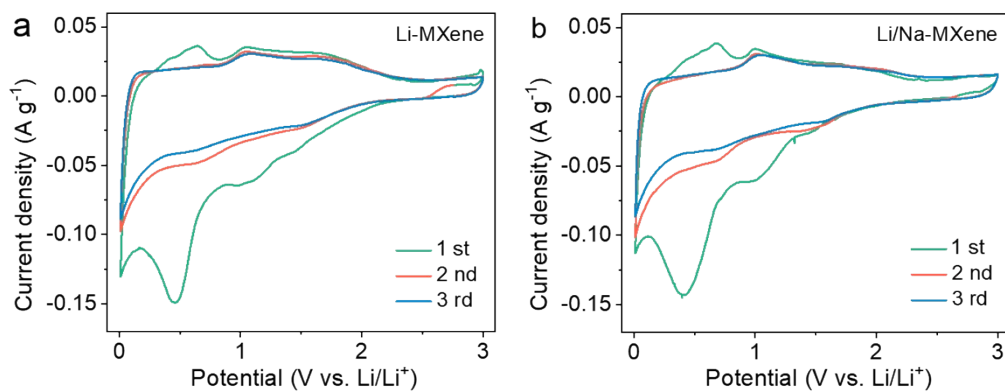 a
Li-MXene
0.05
0.00
-0.05
-0.10
-0.15
Current density (A g⁻¹)
1 st
2 nd
3 rd
0 1 2 3
Potential (V vs. Li/Li⁺)
b
Li/Na-MXene
0.05
0.00
-0.05
-0.10
-0.15
Current density (A g⁻¹)
1 st
2 nd
3 rd
0 1 2 3
Potential (V vs. Li/Li⁺)